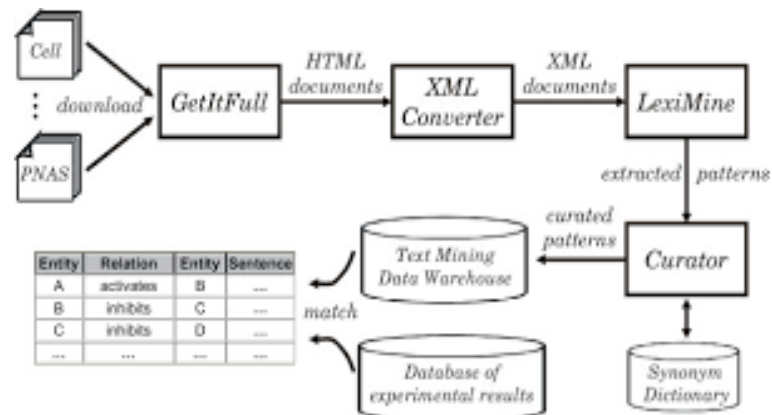 Cell
download
PNAS
GetItFull
HTML
documents
XML
Converter
XML
documents
LexiMine
extracted patterns
Curator
curated
patterns
Text Mining
Data Warehouse
Synonym
Dictionary
match
Database of
experimental results
Entity Relation Entity Sentence
A activates B ...
B inhibits C ...
C inhibits D ...
... ... ... ...